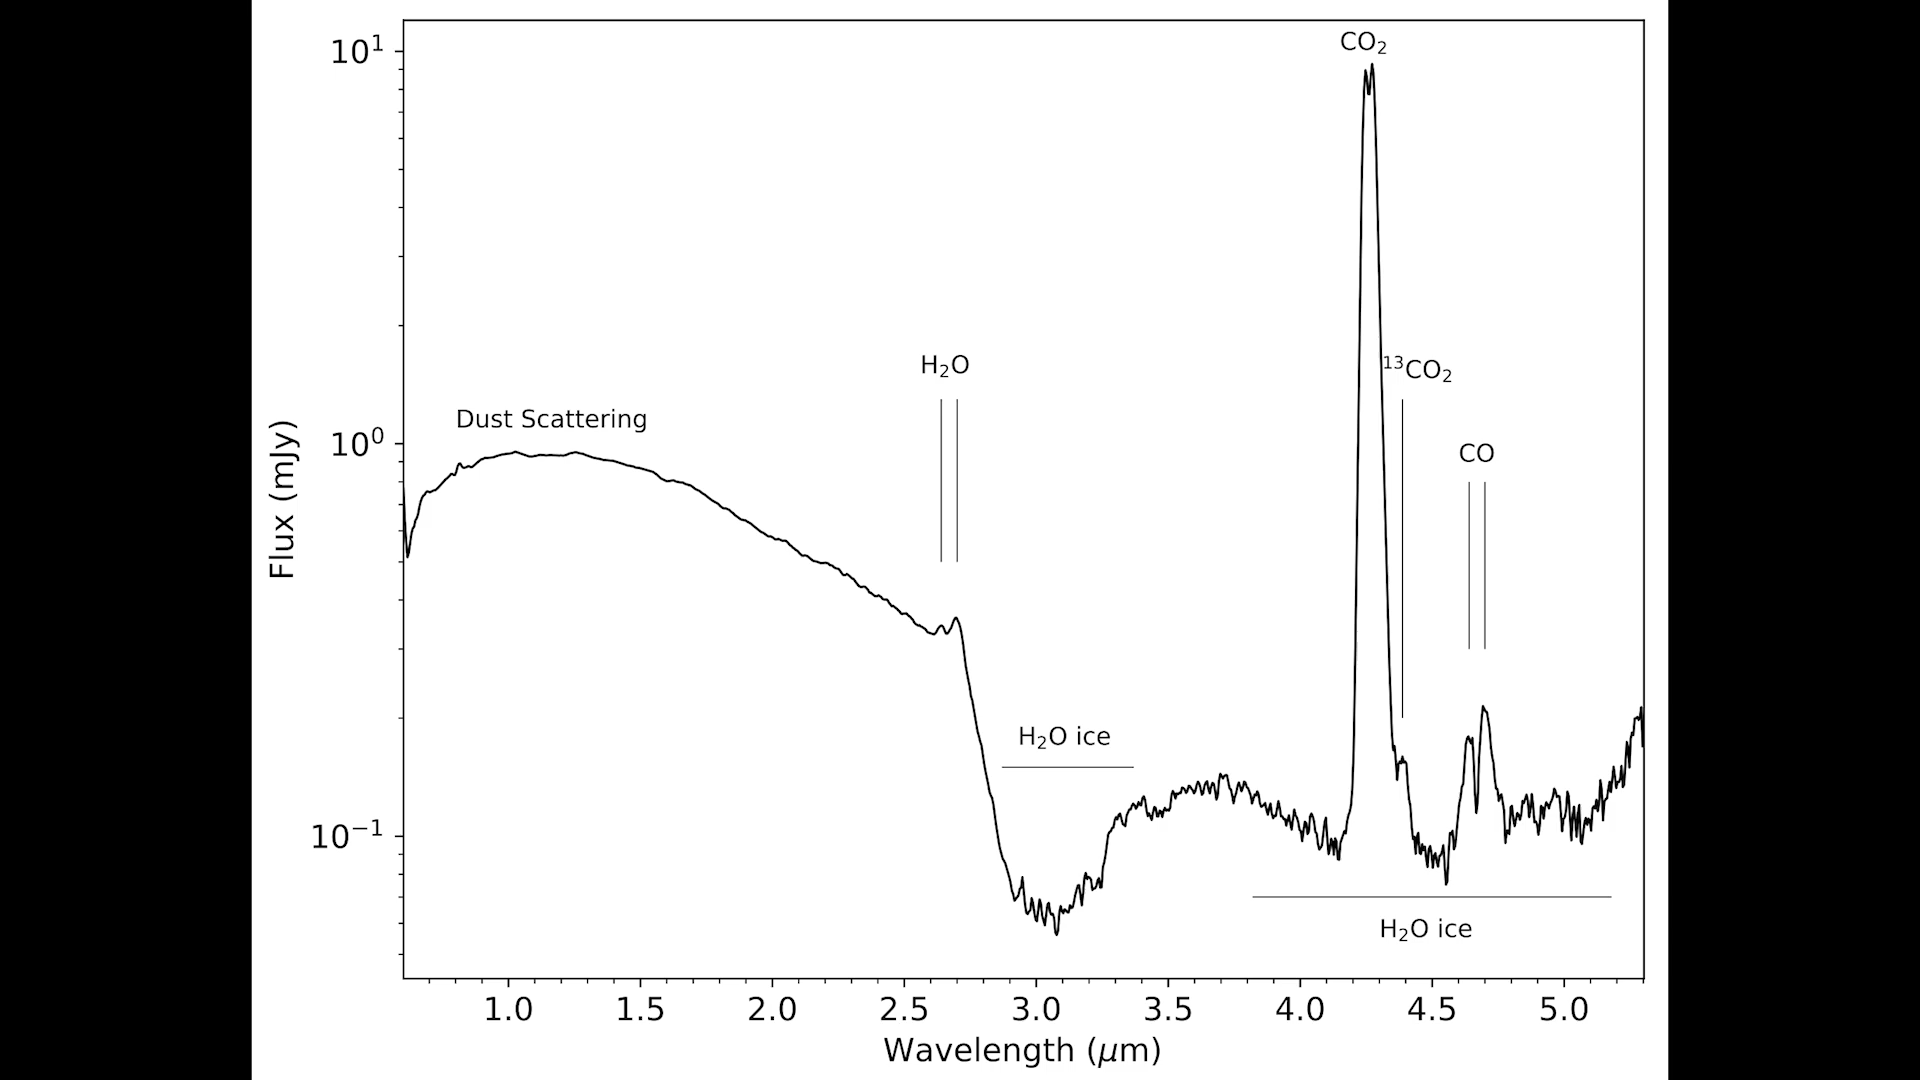 10¹
CO₂
H₂O
¹³CO₂
Dust Scattering
10⁰
CO
Flux (mJy)
H₂O ice
10⁻¹
H₂O ice
1.0 1.5 2.0 2.5 3.0 3.5 4.0 4.5 5.0
Wavelength (μm)